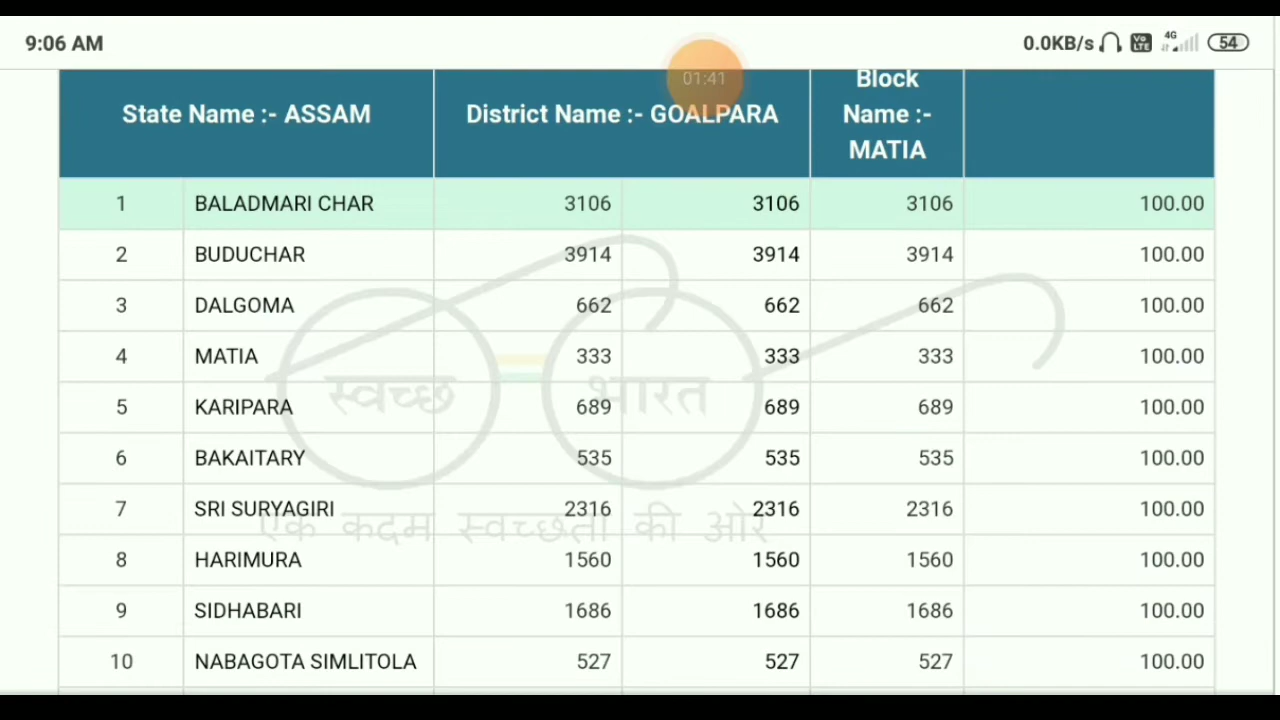 9:06 AM 0.0KB/s Vo LTE 4G 54
01:41
State Name :- ASSAM District Name :- GOALPARA Block Name :- MATIA
1 BALADMARI CHAR 3106 3106 3106 100.00
2 BUDUCHAR 3914 3914 3914 100.00
3 DALGOMA 662 662 662 100.00
4 MATIA 333 333 333 100.00
5 KARIPARA 689 689 689 100.00
6 BAKAITARY 535 535 535 100.00
7 SRI SURYAGIRI 2316 2316 2316 100.00
8 HARIMURA 1560 1560 1560 100.00
9 SIDHABARI 1686 1686 1686 100.00
10 NABAGOTA SIMLITOLA 527 527 527 100.00
स्वच्छ भारत
एक कदम स्वच्छता की ओर